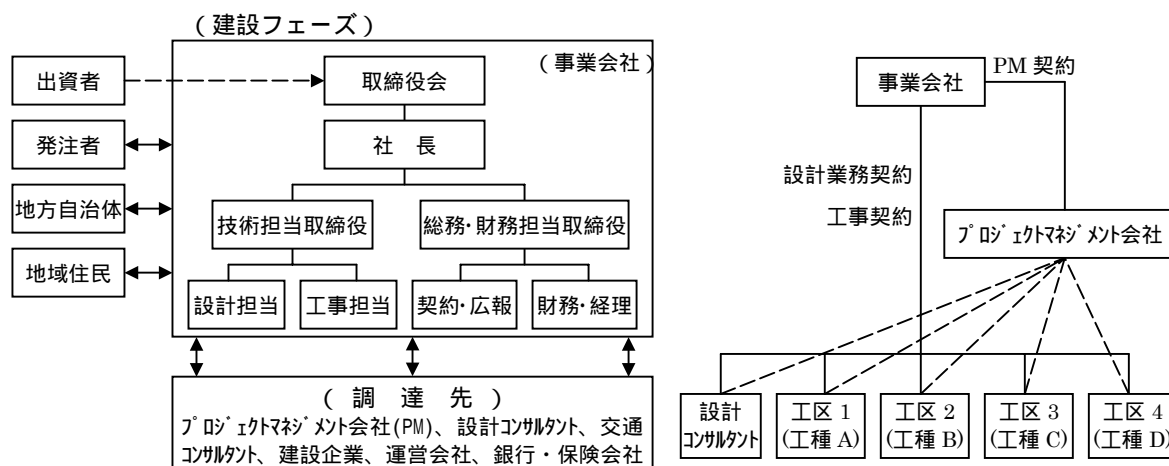 (建設フェーズ)
(事業会社)
出資者
取締役会
発注者
社 長
地方自治体
技術担当取締役
総務・財務担当取締役
地域住民
設計担当
工事担当
契約・広報
財務・経理
(調 達 先)
プロジェクトマネジメント会社(PM)、設計コンサルタント、交通
コンサルタント、建設企業、運営会社、銀行・保険会社
事業会社
PM 契約
設計業務契約
工事契約
プロジェクトマネジメント会社
設計
コンサルタント
工区 1
(工種 A)
工区 2
(工種 B)
工区 3
(工種 C)
工区 4
(工種 D)